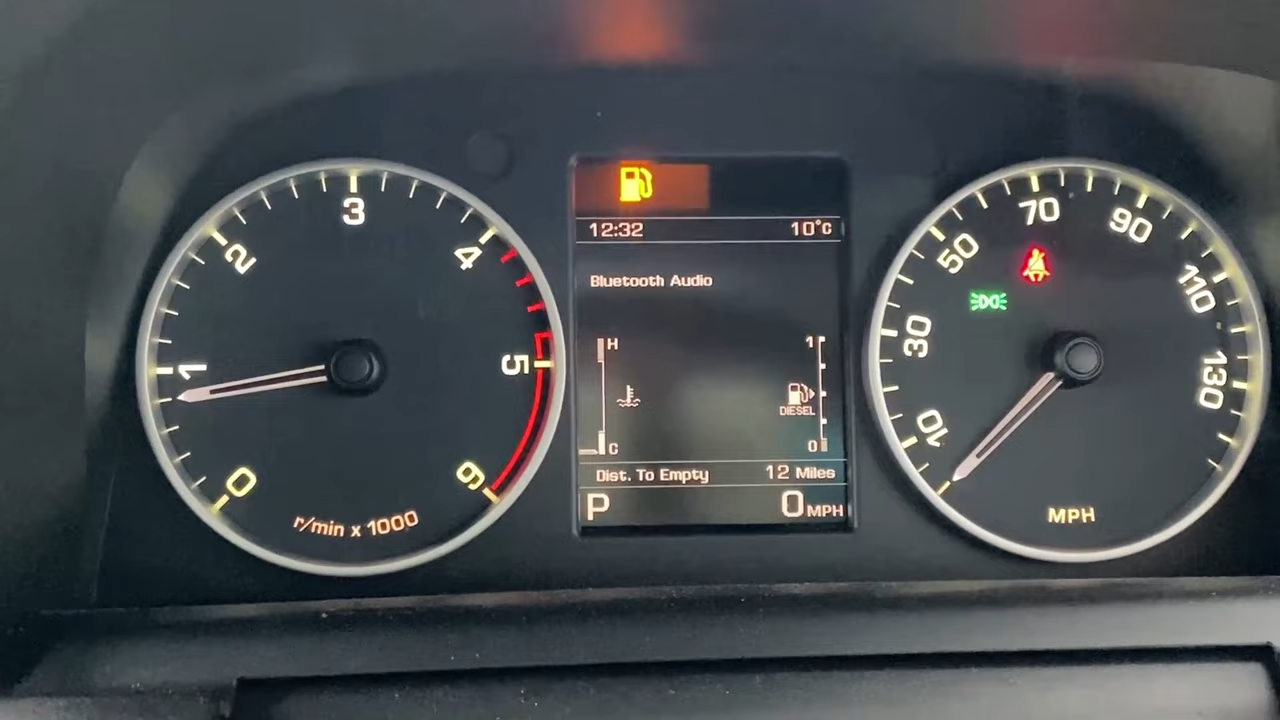 0
1
2
3
4
5
6
r/min x 1000
12:32 10°C
Bluetooth Audio
H
C
1
DIESEL
0
Dist. To Empty 12 Miles
P 0 MPH
10
30
50
70
90
110
130
MPH